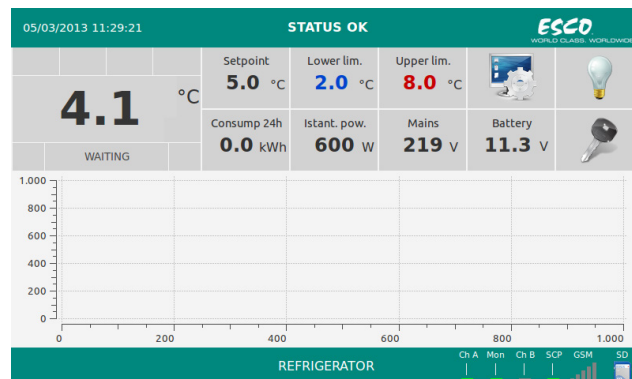 05/03/2013 11:29:21 STATUS OK ESCO
WORLD CLASS. WORLDWIDE
Setpoint Lower lim. Upper lim.
5.0 °C 2.0 °C 8.0 °C
4.1 °C
Consump 24h Istant. pow. Mains Battery
0.0 kWh 600 W 219 V 11.3 V
WAITING
1.000
800
600
400
200
0
0 200 400 600 800 1.000
REFRIGERATOR Ch A Mon Ch B SCP GSM SD